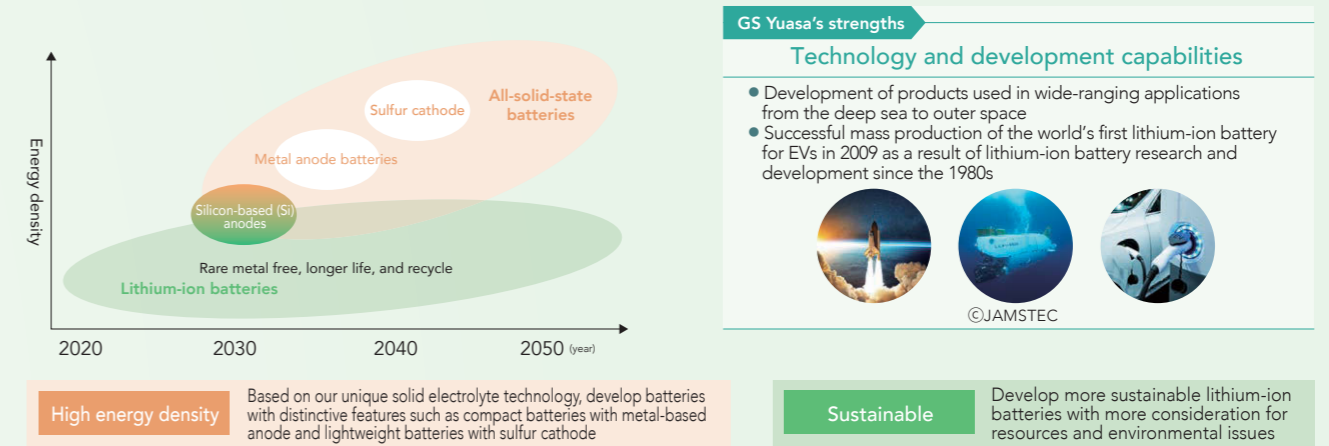 Energy density
Sulfur cathode
All-solid-state
batteries
Metal anode batteries
Silicon-based (Si)
anodes
Rare metal free, longer life, and recycle
Lithium-ion batteries
2020
2030
2040
2050 (year)
GS Yuasa's strengths
Technology and development capabilities
● Development of products used in wide-ranging applications
from the deep sea to outer space
● Successful mass production of the world's first lithium-ion battery
for EVs in 2009 as a result of lithium-ion battery research and
development since the 1980s
©JAMSTEC
High energy density
Based on our unique solid electrolyte technology, develop batteries
with distinctive features such as compact batteries with metal-based
anode and lightweight batteries with sulfur cathode
Sustainable
Develop more sustainable lithium-ion
batteries with more consideration for
resources and environmental issues